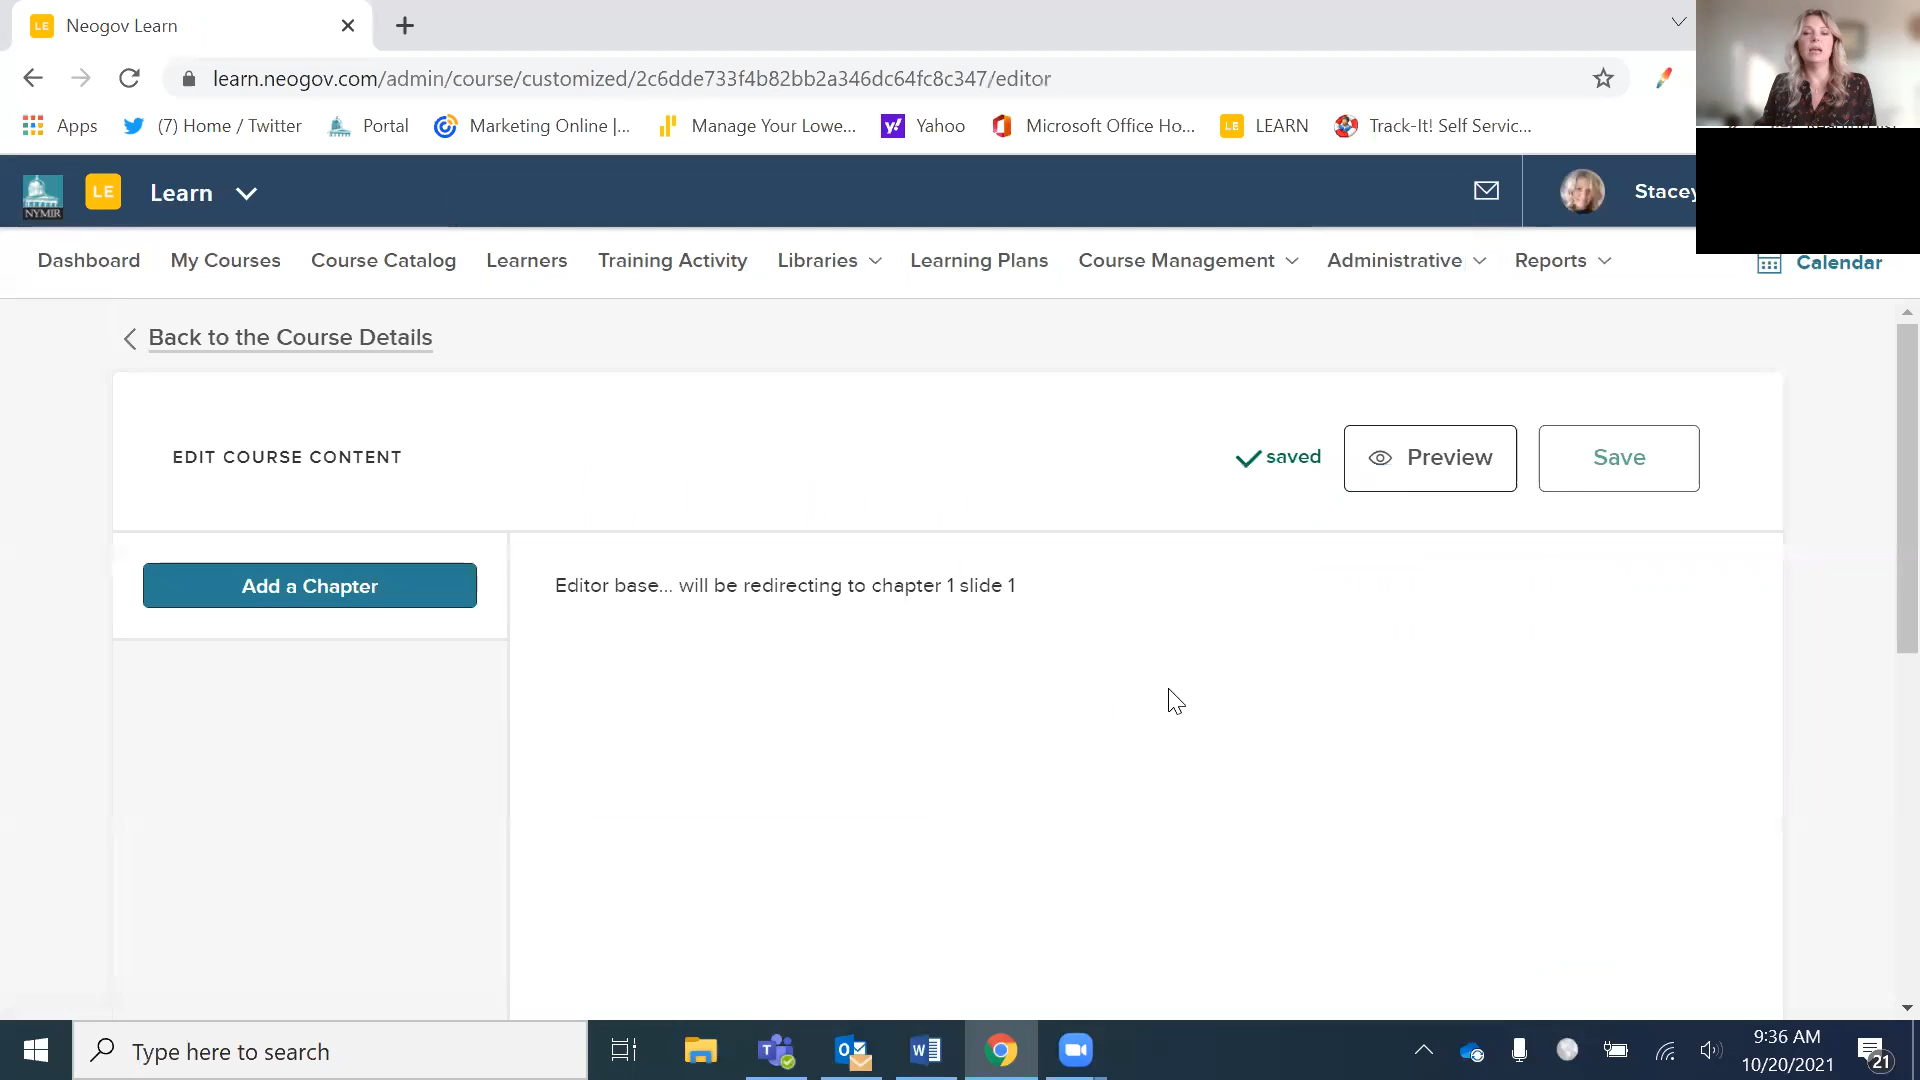 LE Neogov Learn
learn.neogov.com/admin/course/customized/2c6dde733f4b82bb2a346dc64fc8c347/editor
Apps (7) Home / Twitter Portal Marketing Online |... Manage Your Lowe... Yahoo Microsoft Office Ho... LE LEARN Track-It! Self Servic...
NYMIR LE Learn Stacey
Dashboard My Courses Course Catalog Learners Training Activity Libraries Learning Plans Course Management Administrative Reports Calendar
Back to the Course Details
EDIT COURSE CONTENT saved Preview Save
Add a Chapter Editor base... will be redirecting to chapter 1 slide 1
Type here to search
9:36 AM
10/20/2021
21